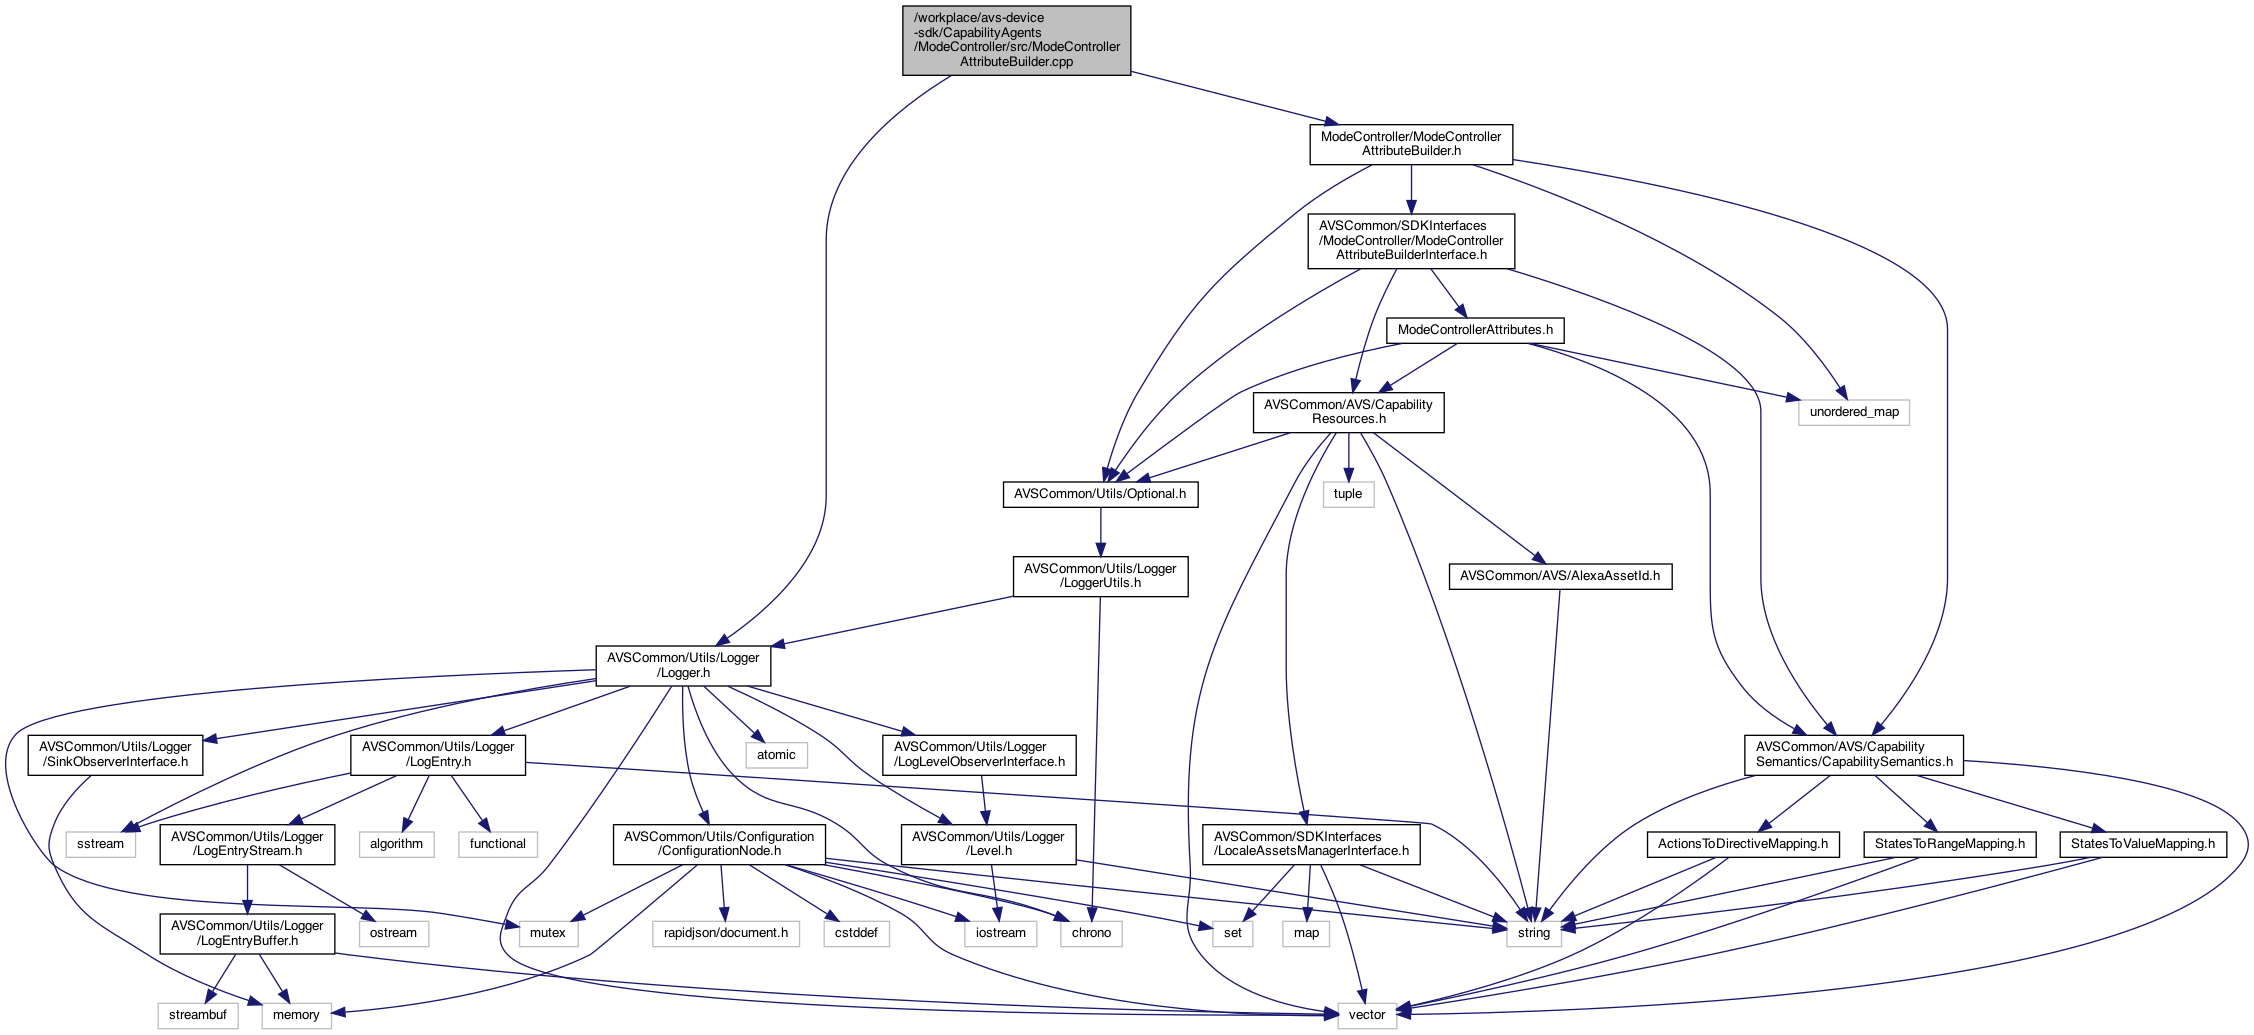 /workplace/avs-device
-sdk/CapabilityAgents
/ModeController/src/ModeController
AttributeBuilder.cpp
ModeController/ModeController
AttributeBuilder.h
AVSCommon/SDKInterfaces
/ModeController/ModeController
AttributeBuilderInterface.h
ModeControllerAttributes.h
AVSCommon/AVS/Capability
Resources.h
unordered_map
AVSCommon/Utils/Optional.h
tuple
AVSCommon/Utils/Logger
/LoggerUtils.h
AVSCommon/AVS/AlexaAssetId.h
AVSCommon/Utils/Logger
/Logger.h
AVSCommon/Utils/Logger
/SinkObserverInterface.h
AVSCommon/Utils/Logger
/LogEntry.h
atomic
AVSCommon/Utils/Logger
/LogLevelObserverInterface.h
AVSCommon/AVS/Capability
Semantics/CapabilitySemantics.h
sstream
AVSCommon/Utils/Logger
/LogEntryStream.h
algorithm
functional
AVSCommon/Utils/Configuration
/ConfigurationNode.h
AVSCommon/Utils/Logger
/Level.h
AVSCommon/SDKInterfaces
/LocaleAssetsManagerInterface.h
ActionsToDirectiveMapping.h
StatesToRangeMapping.h
StatesToValueMapping.h
AVSCommon/Utils/Logger
/LogEntryBuffer.h
ostream
mutex
rapidjson/document.h
cstddef
iostream
chrono
set
map
string
streambuf
memory
vector